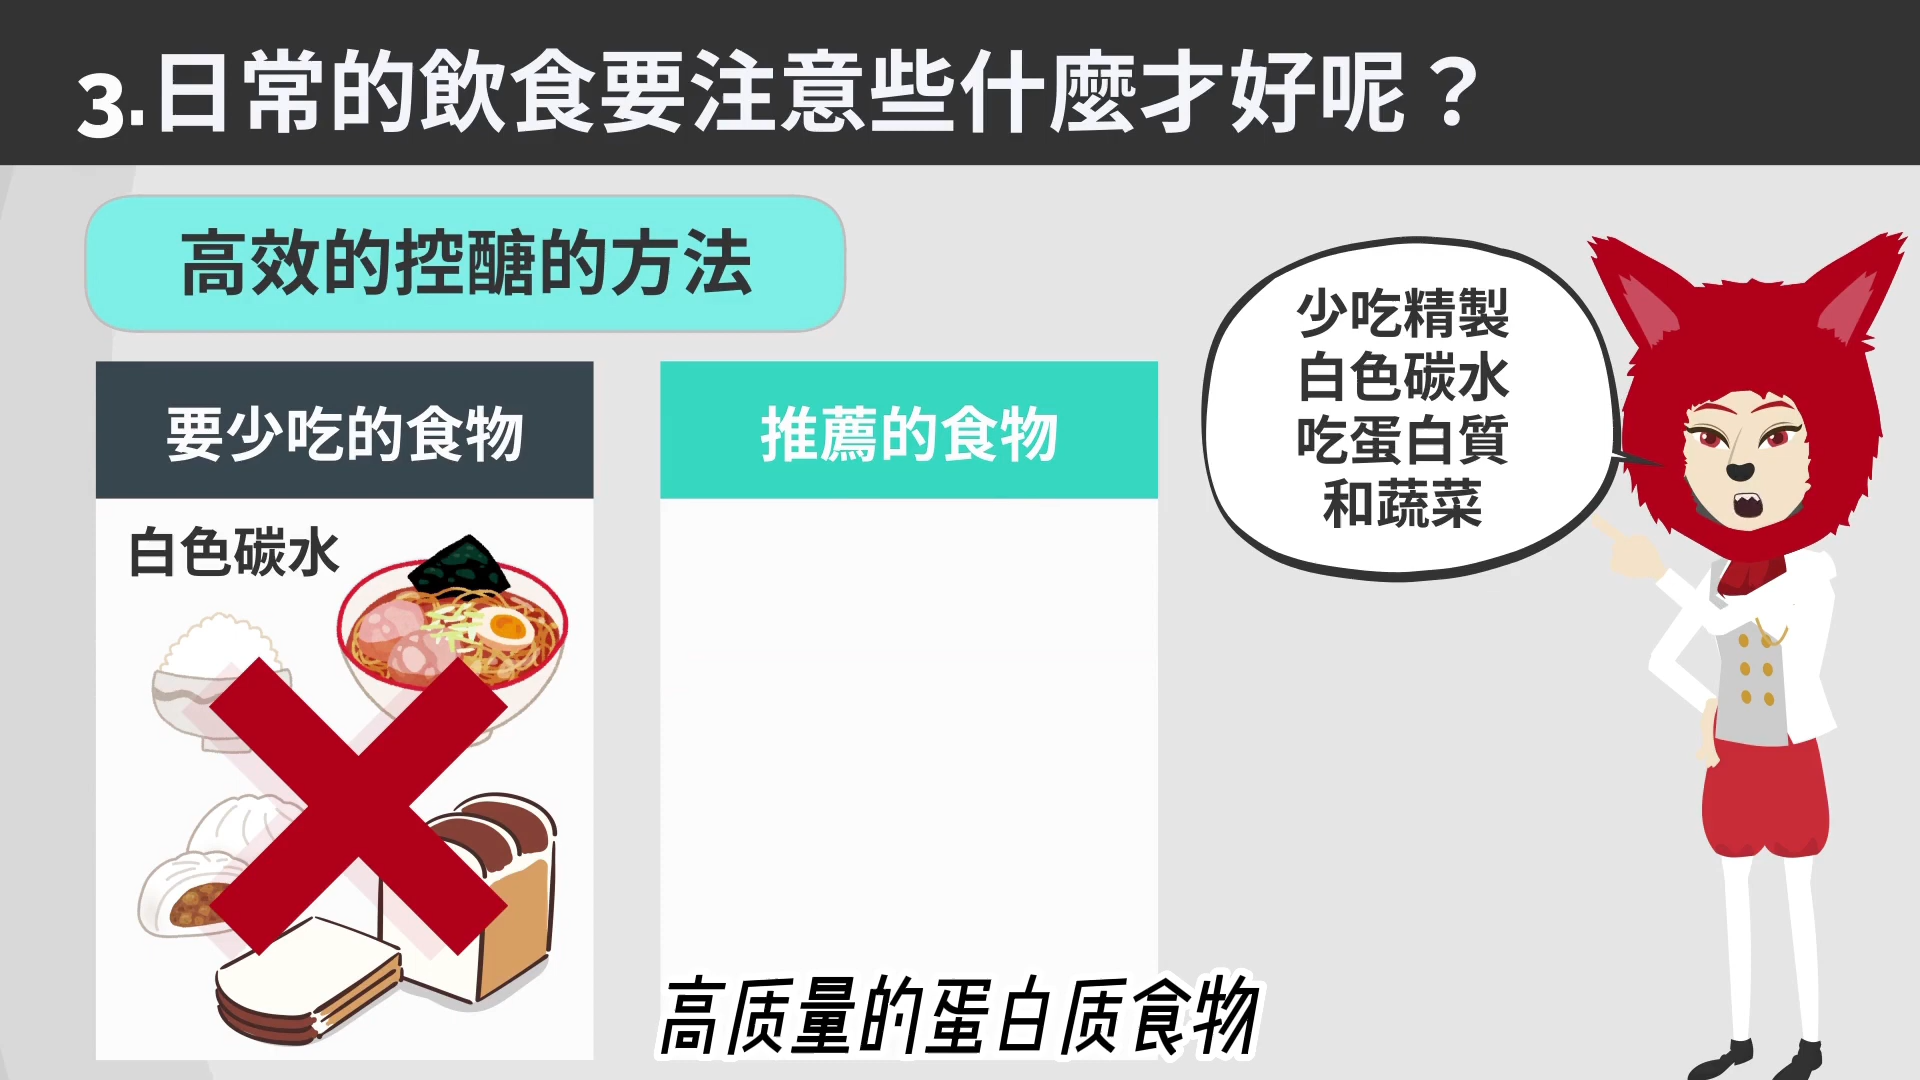 3.日常的飲食要注意些什麼才好呢？
高效的控醣的方法
要少吃的食物
推薦的食物
白色碳水
少吃精製
白色碳水
吃蛋白質
和蔬菜
高质量的蛋白质食物